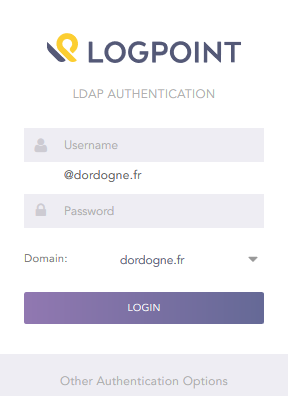 LOGPOINT
LDAP AUTHENTICATION
Username
@dordogne.fr
Password
Domain: dordogne.fr
LOGIN
Other Authentication Options